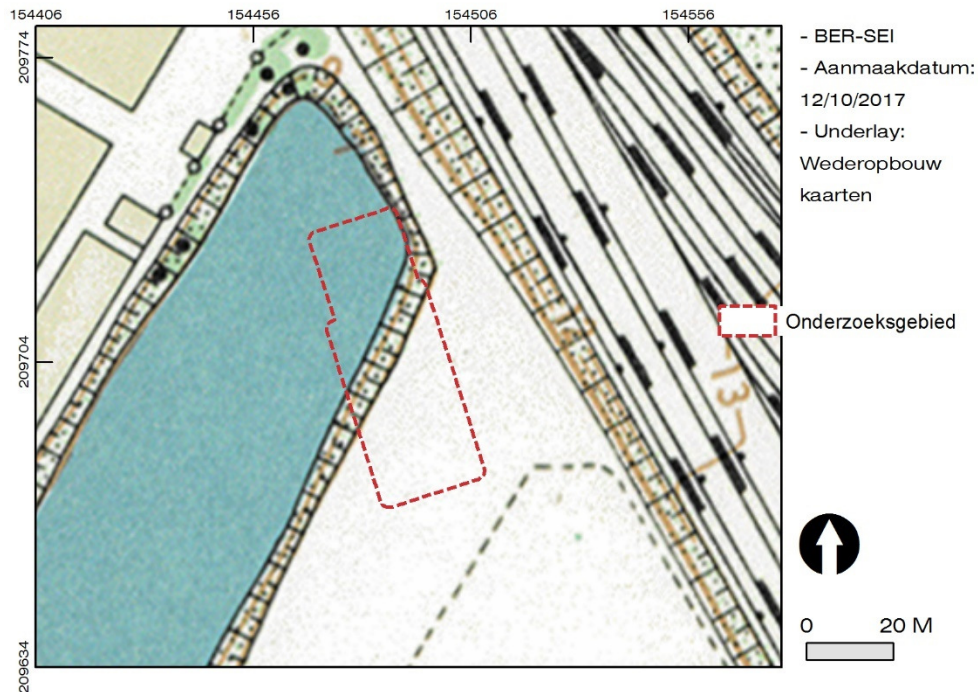 154406
154456
154506
154556
209774
209704
209634
- BER-SEI
- Aanmaakdatum:
12/10/2017
- Underlay:
Wederopbouw
kaarten
Onderzoeksgebied
13
0
20 M